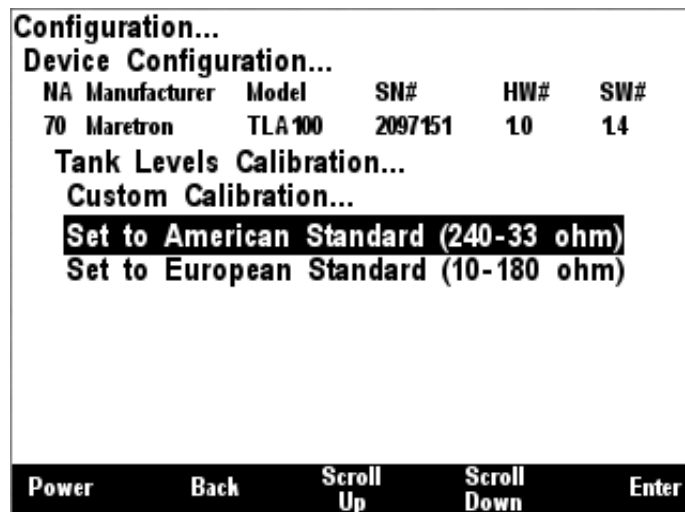 Configuration...
Device Configuration...
NA Manufacturer Model SN# HW# SW#
70 Maretron TLA100 2097151 1.0 1.4
Tank Levels Calibration...
Custom Calibration...
Set to American Standard (240-33 ohm)
Set to European Standard (10-180 ohm)
Power Back Scroll Up Scroll Down Enter